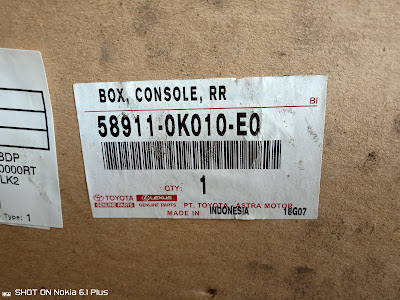 BOX, CONSOLE, RR
BI
58911-0K010-E0
QTY: 1
TOYOTA LEXUS
GENUINE PARTS GENUINE PARTS PT. TOYOTA-ASTRA MOTOR
MADE IN INDONESIA 18G07
BDP
0000RT
LK2
Type: 1
SHOT ON Nokia 6.1 Plus